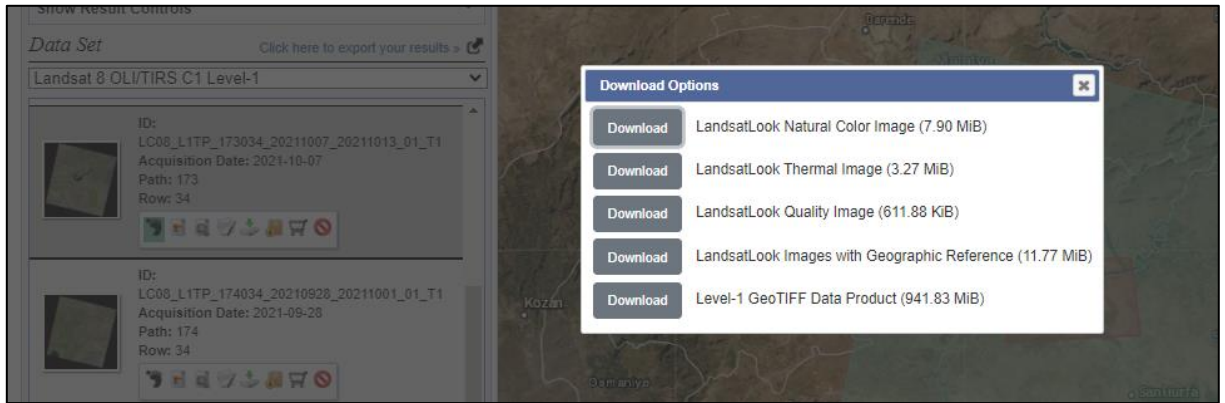 Show Result Controls
Data Set
Click here to export your results »
Landsat 8 OLI/TIRS C1 Level-1
ID:
LC08_L1TP_173034_20211007_20211013_01_T1
Acquisition Date: 2021-10-07
Path: 173
Row: 34
ID:
LC08_L1TP_174034_20210928_20211001_01_T1
Acquisition Date: 2021-09-28
Path: 174
Row: 34
Darende
Malatya
Download Options
Download LandsatLook Natural Color Image (7.90 MiB)
Download LandsatLook Thermal Image (3.27 MiB)
Download LandsatLook Quality Image (611.88 KiB)
Download LandsatLook Images with Geographic Reference (11.77 MiB)
Download Level-1 GeoTIFF Data Product (941.83 MiB)
Kozan
Osmaniye
Sanliurfa